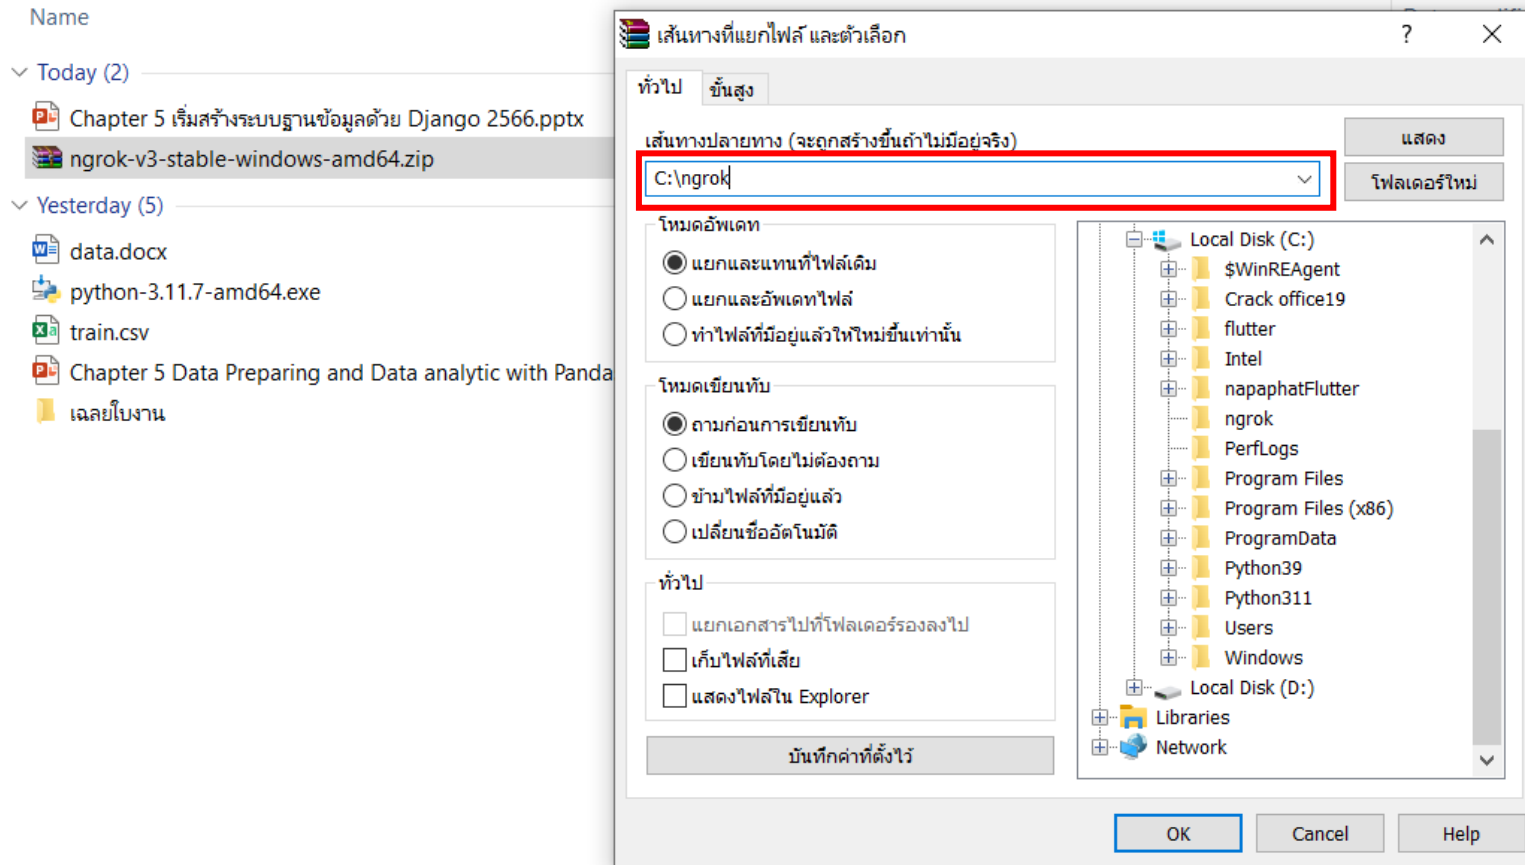 Name
Today (2)
Chapter 5 เริ่มสร้างระบบฐานข้อมูลด้วย Django 2566.pptx
ngrok-v3-stable-windows-amd64.zip
Yesterday (5)
data.docx
python-3.11.7-amd64.exe
train.csv
Chapter 5 Data Preparing and Data analytic with Panda
เฉลยใบงาน
เส้นทางที่แยกไฟล์ และตัวเลือก
?
ทั่วไป
ขั้นสูง
เส้นทางปลายทาง (จะถูกสร้างขึ้นถ้าไม่มีอยู่จริง)
แสดง
C:\ngrok
โฟลเดอร์ใหม่
โหมดอัพเดท
แยกและแทนที่ไฟล์เดิม
แยกและอัพเดทไฟล์
ทำไฟล์ที่มีอยู่แล้วให้ใหม่ขึ้นเท่านั้น
โหมดเขียนทับ
ถามก่อนการเขียนทับ
เขียนทับโดยไม่ต้องถาม
ข้ามไฟล์ที่มีอยู่แล้ว
เปลี่ยนชื่ออัตโนมัติ
ทั่วไป
แยกเอกสารไปที่โฟลเดอร์รองลงไป
เก็บไฟล์ที่เสีย
แสดงไฟล์ใน Explorer
บันทึกค่าที่ตั้งไว้
Local Disk (C:)
$WinREAgent
Crack office19
flutter
Intel
napaphatFlutter
ngrok
PerfLogs
Program Files
Program Files (x86)
ProgramData
Python39
Python311
Users
Windows
Local Disk (D:)
Libraries
Network
OK
Cancel
Help